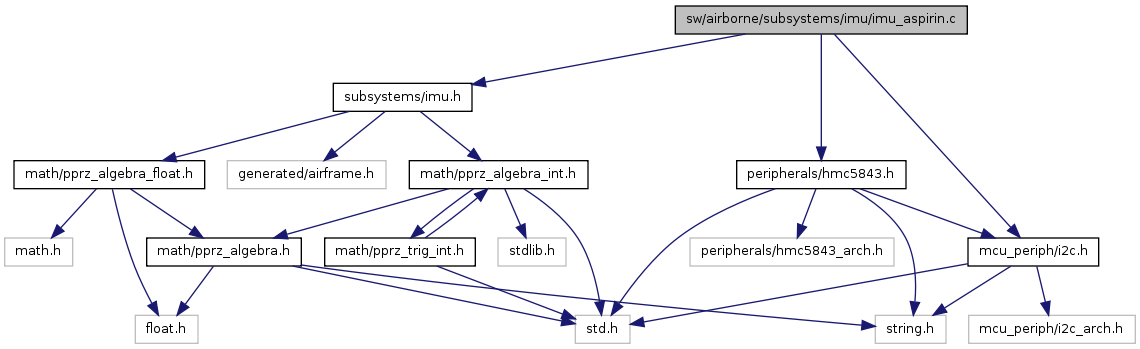 sw/airborne/subsystems/imu/imu_aspirin.c
subsystems/imu.h
math/pprz_algebra_float.h
generated/airframe.h
math/pprz_algebra_int.h
peripherals/hmc5843.h
math.h
math/pprz_algebra.h
math/pprz_trig_int.h
stdlib.h
peripherals/hmc5843_arch.h
mcu_periph/i2c.h
float.h
std.h
string.h
mcu_periph/i2c_arch.h